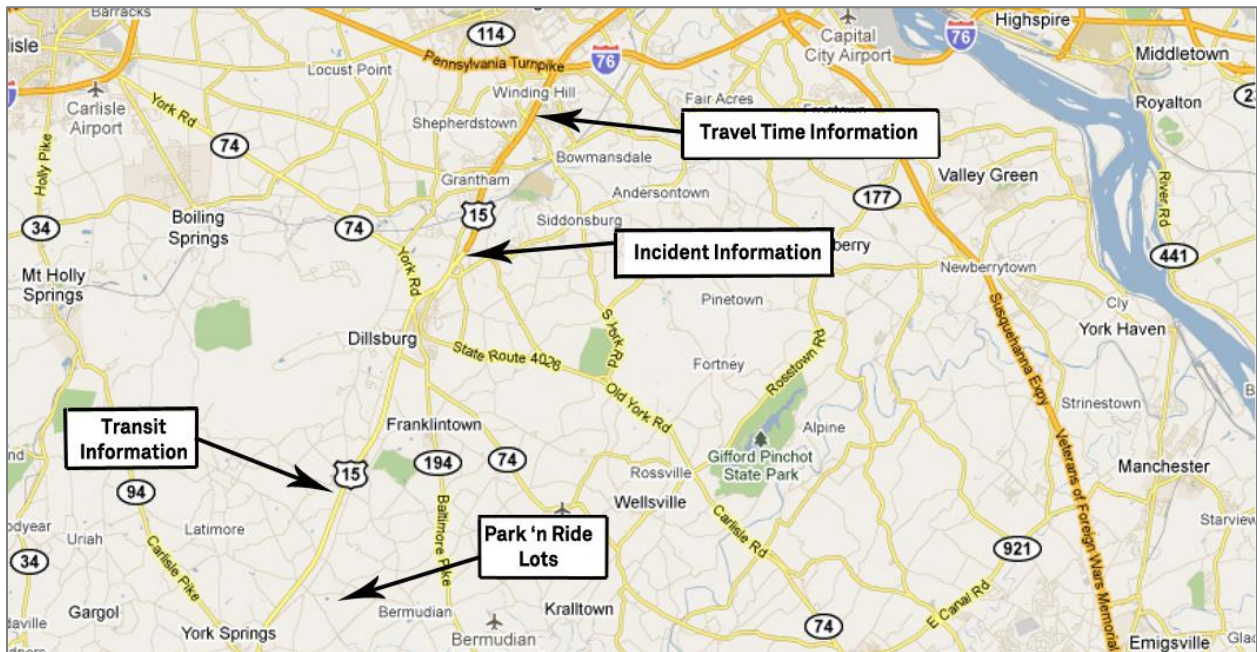 Barracks
lisle
114
Pennsylvania Turnpike
76
Capital
City Airport
76
Highspire
Middletown
Locust Point
Carlisle
Airport
York Rd
Winding Hill
Fair Acres
Royalton
Shepherdstown
Travel Time Information
74
Holly Pike
Bowmansdale
Grantham
Andersontown
Valley Green
177
River Rd
34
Boiling
Springs
74
15
Siddonsburg
York Rd
Incident Information
berry
441
Mt Holly
Springs
Newberrytown
Pinetown
Cly
York Haven
S York Rd
Dillsburg
State Route 4026
Fortney
Rosstown Rd
Susquehanna Expy
Old York Rd
Strinestown
Transit
Information
Franklintown
Alpine
Gifford Pinchot
State Park
15
194
74
Rossville
Manchester
94
Baltimore Pike
Wellsville
Veterans of Foreign Wars Memorial
Latimore
Carlisle Rd
odyear
Uriah
Starview
Park ‘n Ride
Lots
34
Carlisle Pike
921
Gargol
Bermudian
Kralltown
E Canal Rd
York Springs
Bermudian
74
Emigsville